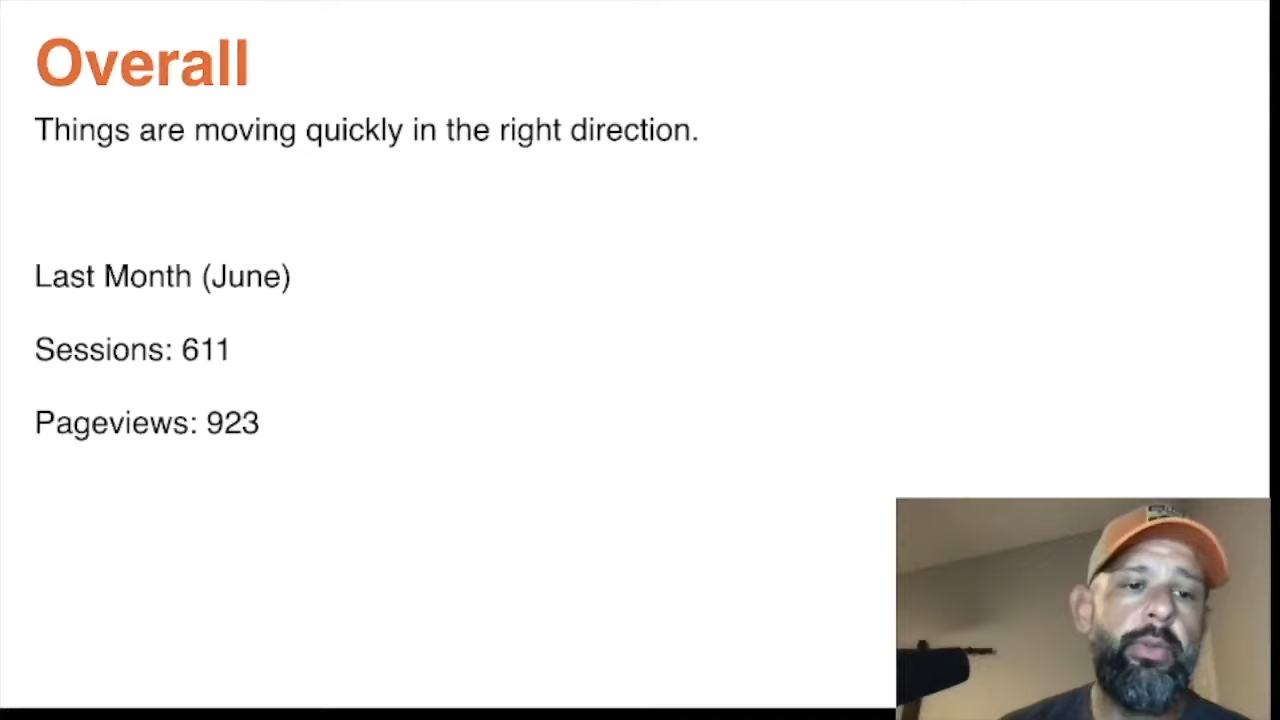 Overall
Things are moving quickly in the right direction.
Last Month (June)
Sessions: 611
Pageviews: 923